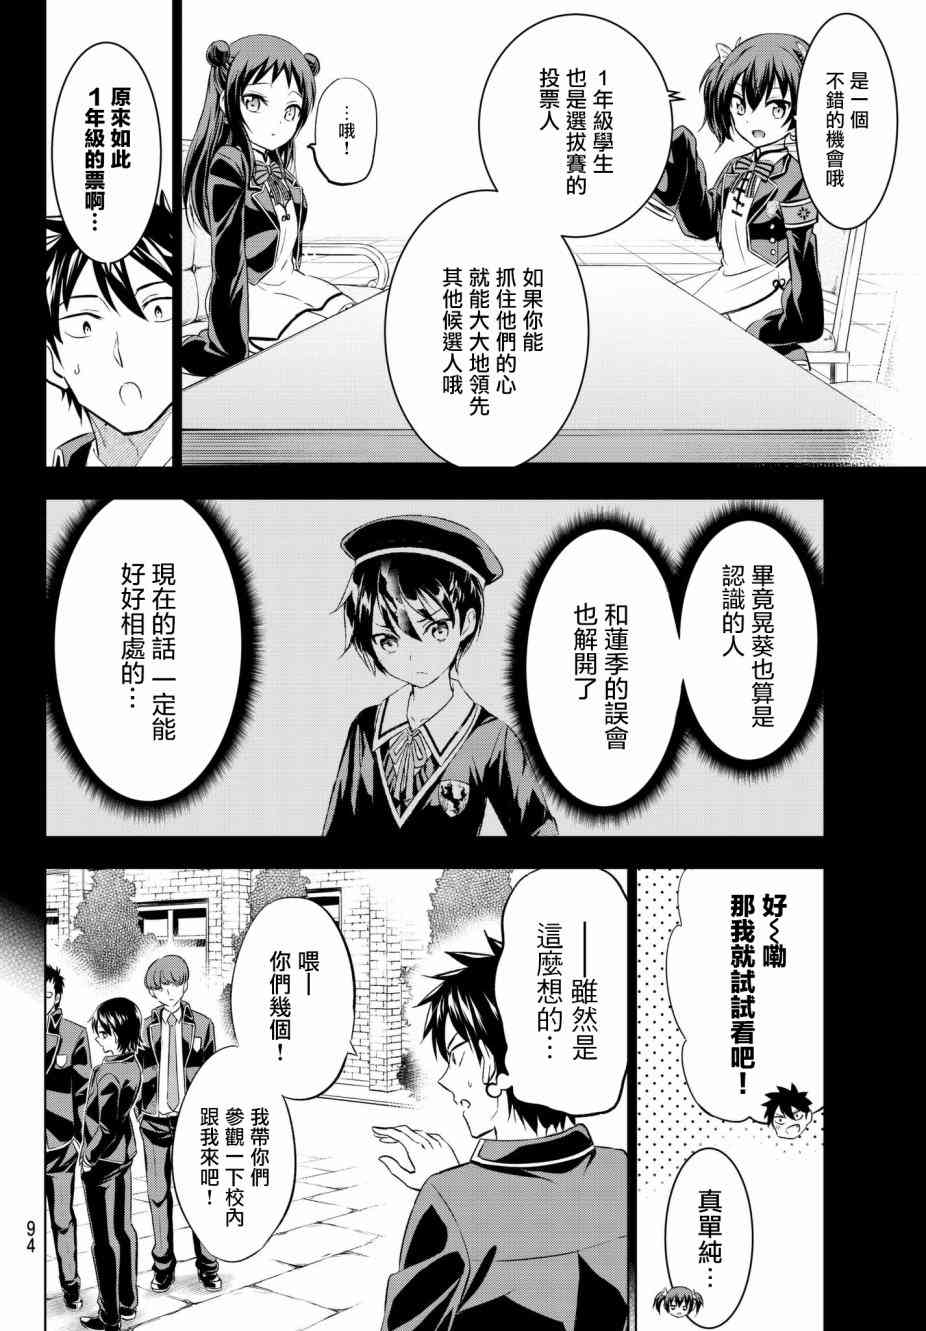 是一個
不錯的機會哦
１年級學生
也是選拔賽的
投票人
…哦！
如果你能
抓住他們的心
就能大大地領先
其他候選人哦
原來如此
１年級的票啊…
畢竟晃葵也算是
認識的人
和蓮季的誤會
也解開了
現在的話 一定能
好好相處的…
好～嘞
那我就試試看吧！
真單純…
——雖然是
這麼想的…
喂—
你們幾個！
我帶你們
參觀一下校內
跟我來吧！
94